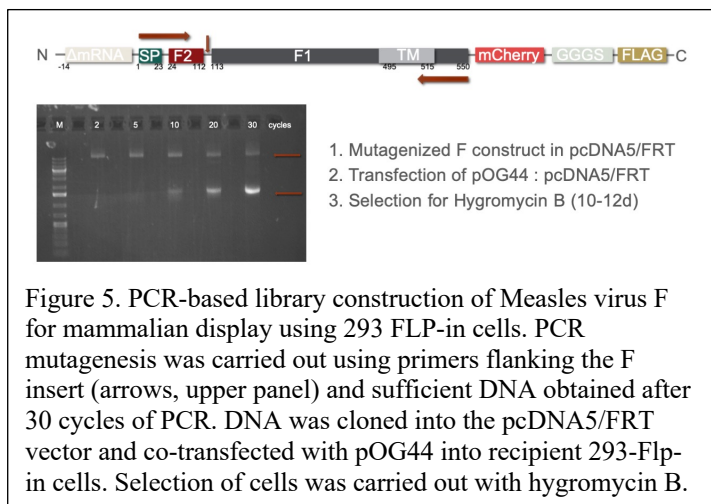 N ΔmRNA SP F2 F1 TM mCherry GGGS FLAG C
-14 1 23 24 112 113 495 515 550
M 2 5 10 20 30 cycles
1. Mutagenized F construct in pcDNA5/FRT
2. Transfection of pOG44 : pcDNA5/FRT
3. Selection for Hygromycin B (10-12d)
Figure 5. PCR-based library construction of Measles virus F
for mammalian display using 293 FLP-in cells. PCR
mutagenesis was carried out using primers flanking the F
insert (arrows, upper panel) and sufficient DNA obtained after
30 cycles of PCR. DNA was cloned into the pcDNA5/FRT
vector and co-transfected with pOG44 into recipient 293-Flp-
in cells. Selection of cells was carried out with hygromycin B.